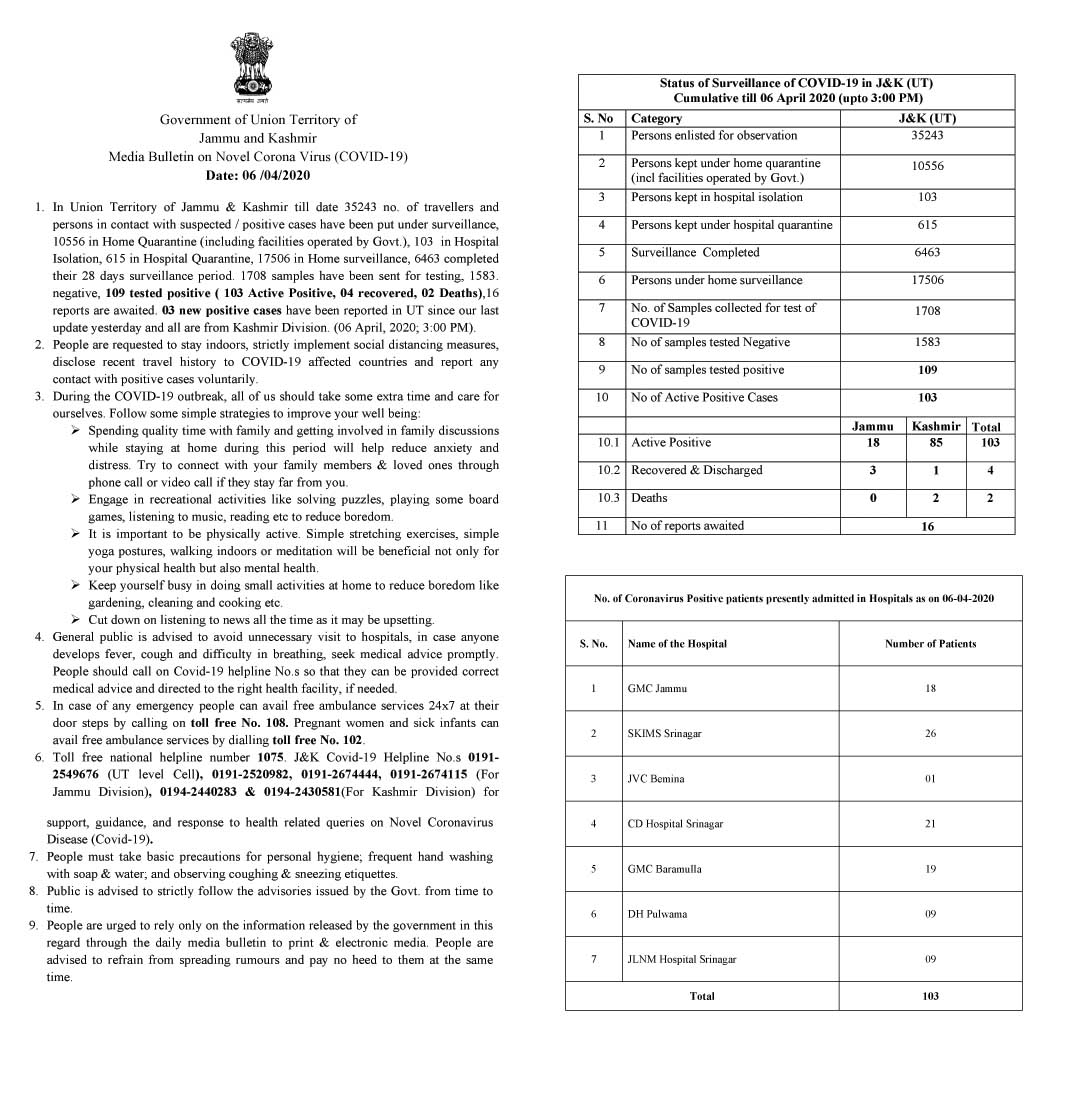 सत्यमेव जयते
Government of Union Territory of
Jammu and Kashmir
Media Bulletin on Novel Corona Virus (COVID-19)
Date: 06 /04/2020
1. In Union Territory of Jammu & Kashmir till date 35243 no. of travellers and
persons in contact with suspected / positive cases have been put under surveillance,
10556 in Home Quarantine (including facilities operated by Govt.), 103 in Hospital
Isolation, 615 in Hospital Quarantine, 17506 in Home surveillance, 6463 completed
their 28 days surveillance period. 1708 samples have been sent for testing, 1583.
negative, 109 tested positive ( 103 Active Positive, 04 recovered, 02 Deaths),16
reports are awaited. 03 new positive cases have been reported in UT since our last
update yesterday and all are from Kashmir Division. (06 April, 2020; 3:00 PM).
2. People are requested to stay indoors, strictly implement social distancing measures,
disclose recent travel history to COVID-19 affected countries and report any
contact with positive cases voluntarily.
3. During the COVID-19 outbreak, all of us should take some extra time and care for
ourselves. Follow some simple strategies to improve your well being:
➢ Spending quality time with family and getting involved in family discussions
while staying at home during this period will help reduce anxiety and
distress. Try to connect with your family members & loved ones through
phone call or video call if they stay far from you.
➢ Engage in recreational activities like solving puzzles, playing some board
games, listening to music, reading etc to reduce boredom.
➢ It is important to be physically active. Simple stretching exercises, simple
yoga postures, walking indoors or meditation will be beneficial not only for
your physical health but also mental health.
➢ Keep yourself busy in doing small activities at home to reduce boredom like
gardening, cleaning and cooking etc.
➢ Cut down on listening to news all the time as it may be upsetting.
4. General public is advised to avoid unnecessary visit to hospitals, in case anyone
develops fever, cough and difficulty in breathing, seek medical advice promptly.
People should call on Covid-19 helpline No.s so that they can be provided correct
medical advice and directed to the right health facility, if needed.
5. In case of any emergency people can avail free ambulance services 24x7 at their
door steps by calling on toll free No. 108. Pregnant women and sick infants can
avail free ambulance services by dialling toll free No. 102.
6. Toll free national helpline number 1075. J&K Covid-19 Helpline No.s 0191-
2549676 (UT level Cell), 0191-2520982, 0191-2674444, 0191-2674115 (For
Jammu Division), 0194-2440283 & 0194-2430581(For Kashmir Division) for
support, guidance, and response to health related queries on Novel Coronavirus
Disease (Covid-19).
7. People must take basic precautions for personal hygiene; frequent hand washing
with soap & water; and observing coughing & sneezing etiquettes.
8. Public is advised to strictly follow the advisories issued by the Govt. from time to
time.
9. People are urged to rely only on the information released by the government in this
regard through the daily media bulletin to print & electronic media. People are
advised to refrain from spreading rumours and pay no heed to them at the same
time.
Status of Surveillance of COVID-19 in J&K (UT)
Cumulative till 06 April 2020 (upto 3:00 PM)
S. No Category J&K (UT)
1 Persons enlisted for observation 35243
2 Persons kept under home quarantine 10556
(incl facilities operated by Govt.)
3 Persons kept in hospital isolation 103
4 Persons kept under hospital quarantine 615
5 Surveillance Completed 6463
6 Persons under home surveillance 17506
7 No. of Samples collected for test of 1708
COVID-19
8 No of samples tested Negative 1583
9 No of samples tested positive 109
10 No of Active Positive Cases 103
Jammu Kashmir Total
10.1 Active Positive 18 85 103
10.2 Recovered & Discharged 3 1 4
10.3 Deaths 0 2 2
11 No of reports awaited 16
No. of Coronavirus Positive patients presently admitted in Hospitals as on 06-04-2020
S. No. Name of the Hospital Number of Patients
1 GMC Jammu 18
2 SKIMS Srinagar 26
3 JVC Bemina 01
4 CD Hospital Srinagar 21
5 GMC Baramulla 19
6 DH Pulwama 09
7 JLNM Hospital Srinagar 09
Total 103